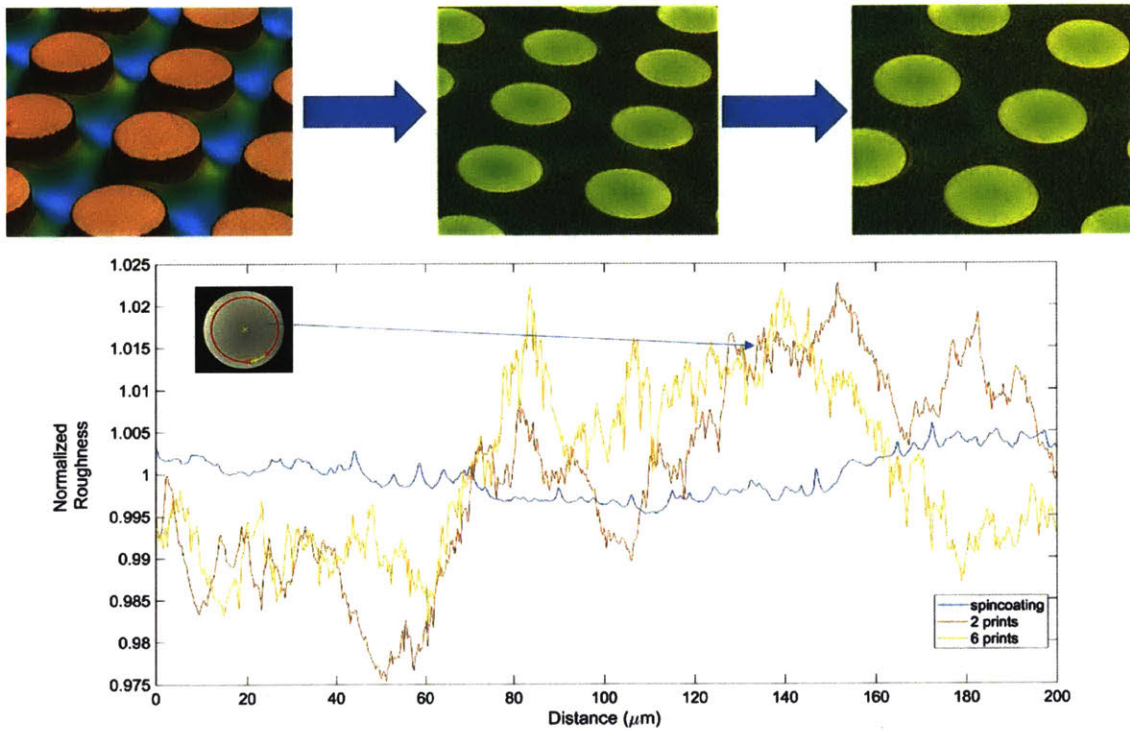 1.025
1.02
1.015
1.01
1.005
1
0.995
0.99
0.985
0.98
0.975
Normalized
Roughness
spincoating
2 prints
6 prints
0 20 40 60 80 100 120 140 160 180 200
Distance (μm)